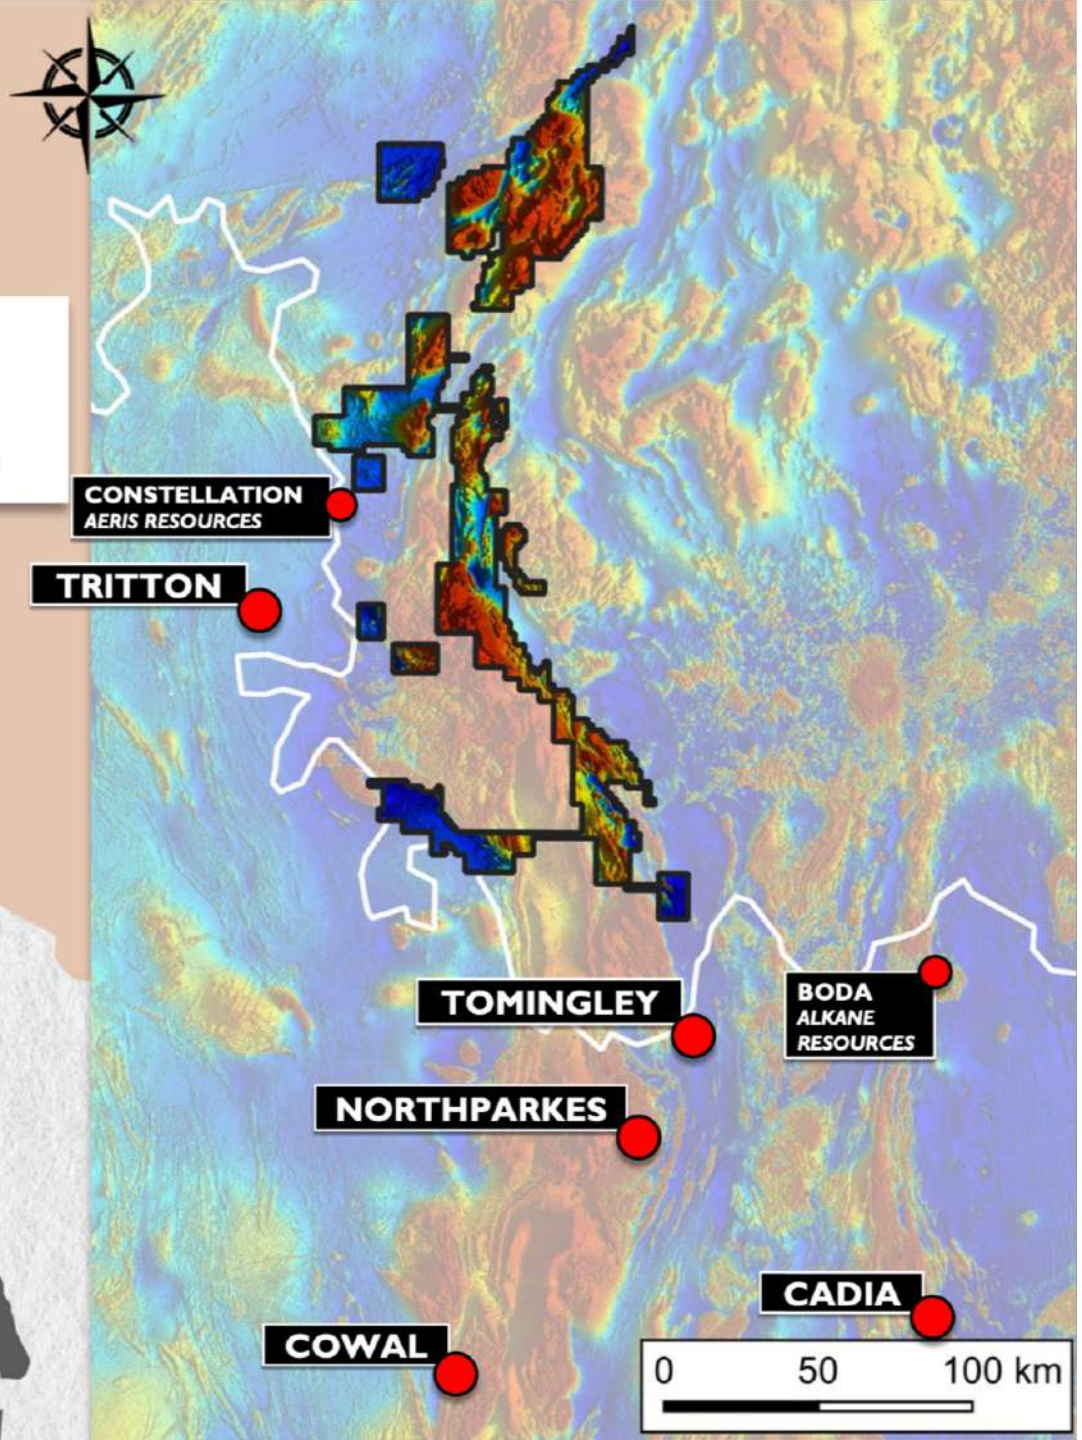 CONSTELLATION
AERIS RESOURCES
TRITTON
TOMINGLEY
BODA
ALKANE
RESOURCES
NORTHPARKES
CADIA
COWAL
0 50 100 km